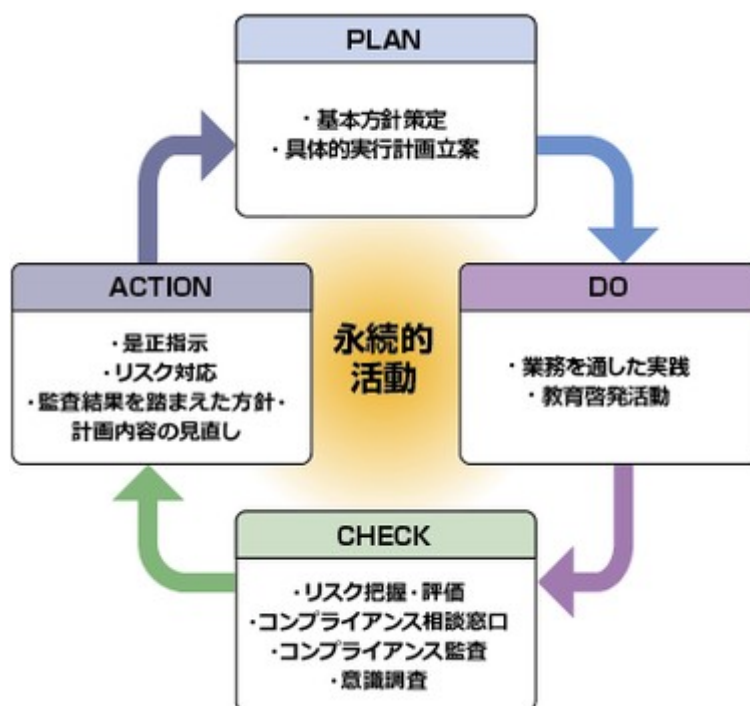 PLAN
・基本方針策定
・具体的実行計画立案
ACTION
・是正指示
・リスク対応
・監査結果を踏まえた方針・
計画内容の見直し
永続的
活動
DO
・業務を通した実践
・教育啓発活動
CHECK
・リスク把握・評価
・コンプライアンス相談窓口
・コンプライアンス監査
・意識調査